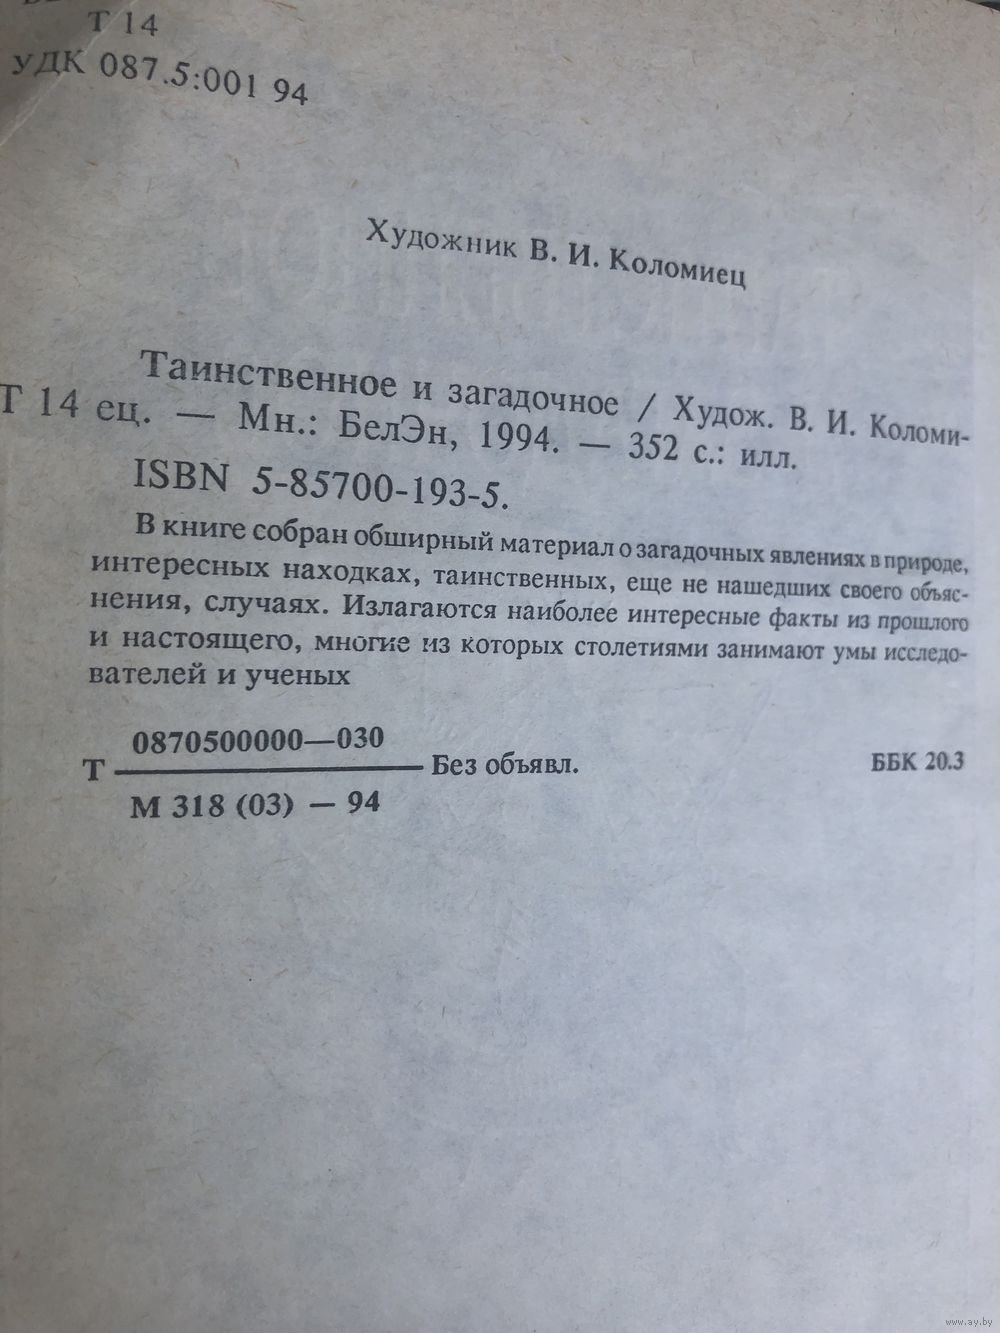 Т 14
УДК 087.5:001 94
Художник В. И. Коломиец
Таинственное и загадочное / Худож. В. И. Коломи-
Т 14 ец. — Мн.: БелЭн, 1994. — 352 с.: илл.
ISBN 5-85700-193-5.
В книге собран обширный материал о загадочных явлениях в природе,
интересных находках, таинственных, еще не нашедших своего объяс-
нения, случаях. Излагаются наиболее интересные факты из прошлого
и настоящего, многие из которых столетиями занимают умы исследо-
вателей и ученых
0870500000—030
Т Без объявл. ББК 20.3
М 318 (03) — 94
www.ay.by